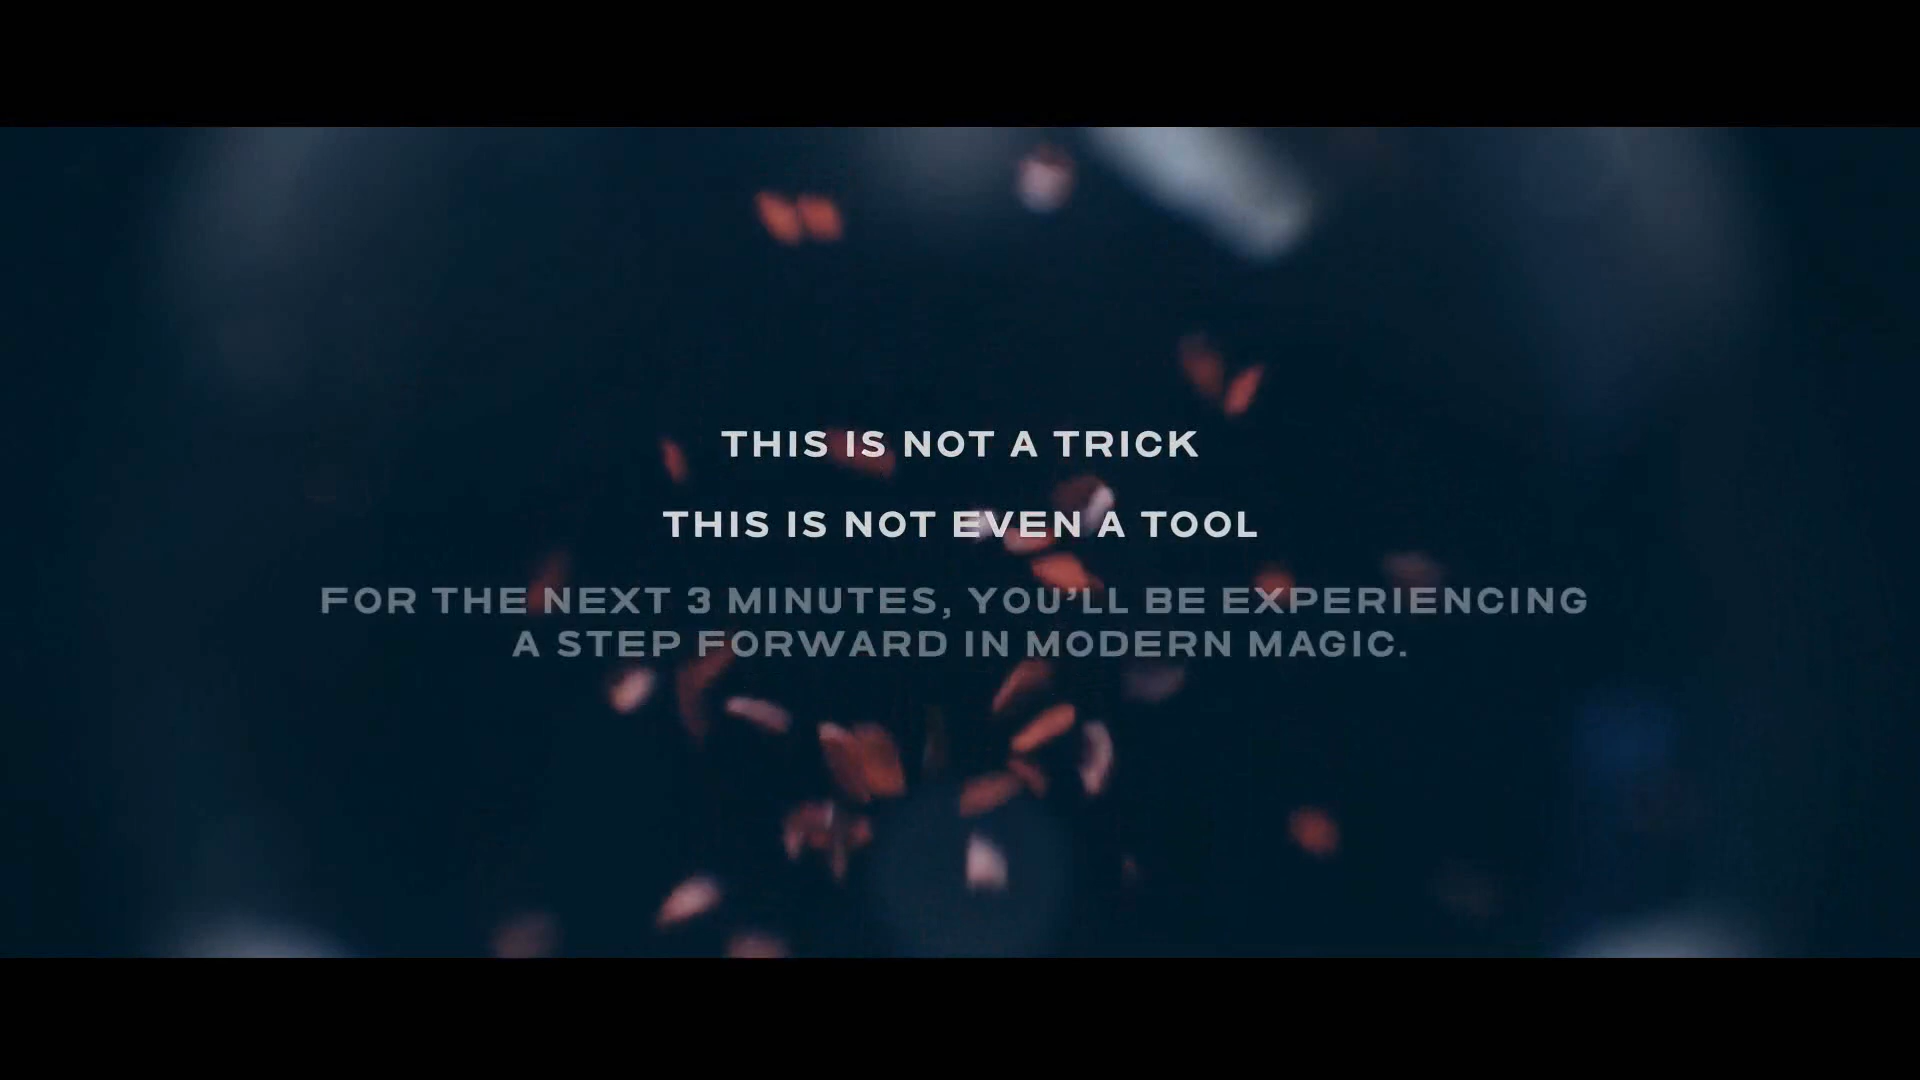 THIS IS NOT A TRICK
THIS IS NOT EVEN A TOOL
FOR THE NEXT 3 MINUTES, YOU’LL BE EXPERIENCING
A STEP FORWARD IN MODERN MAGIC.